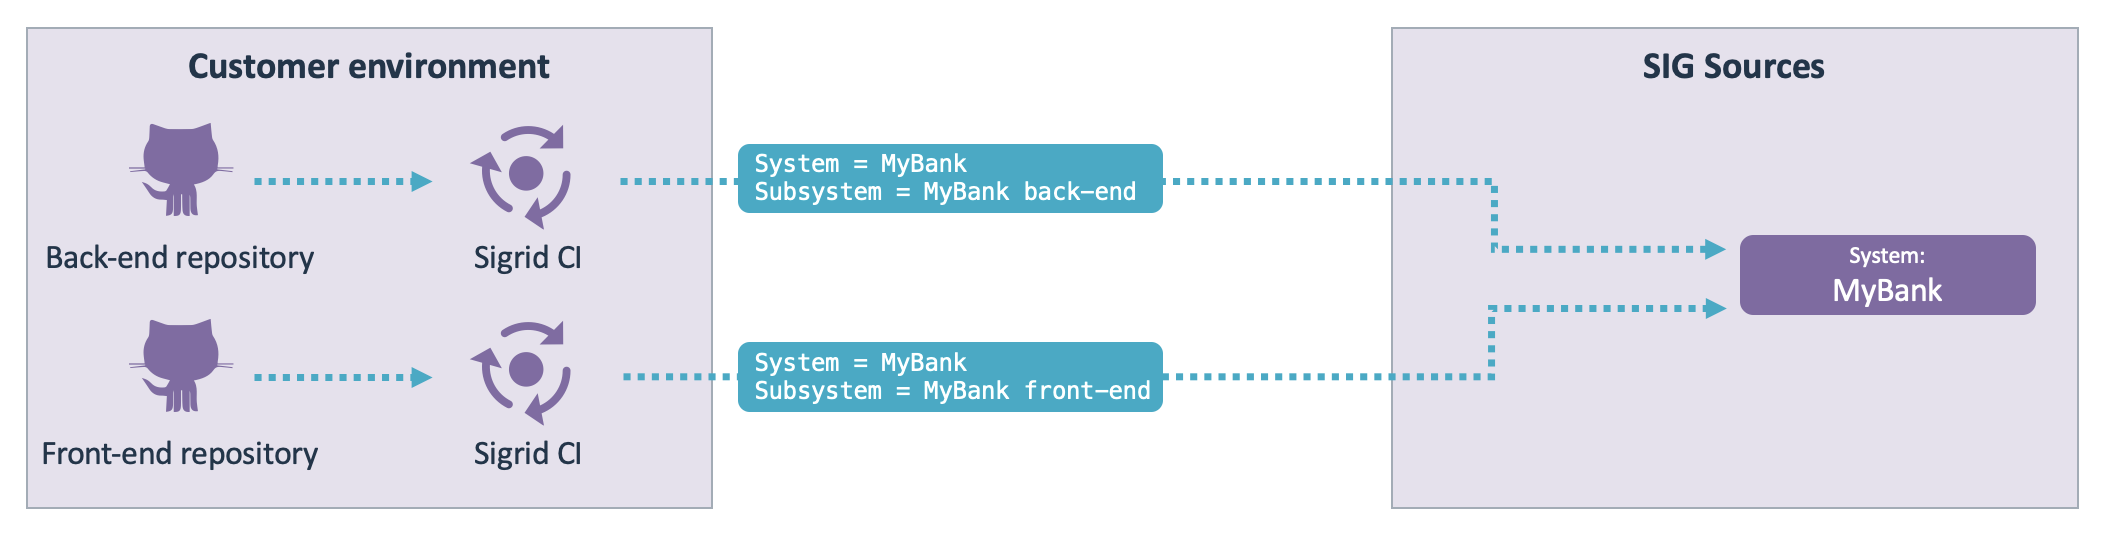 Customer environment
SIG Sources
System = MyBank
Subsystem = MyBank back-end
Back-end repository
Sigrid CI
System:
MyBank
System = MyBank
Subsystem = MyBank front-end
Front-end repository
Sigrid CI